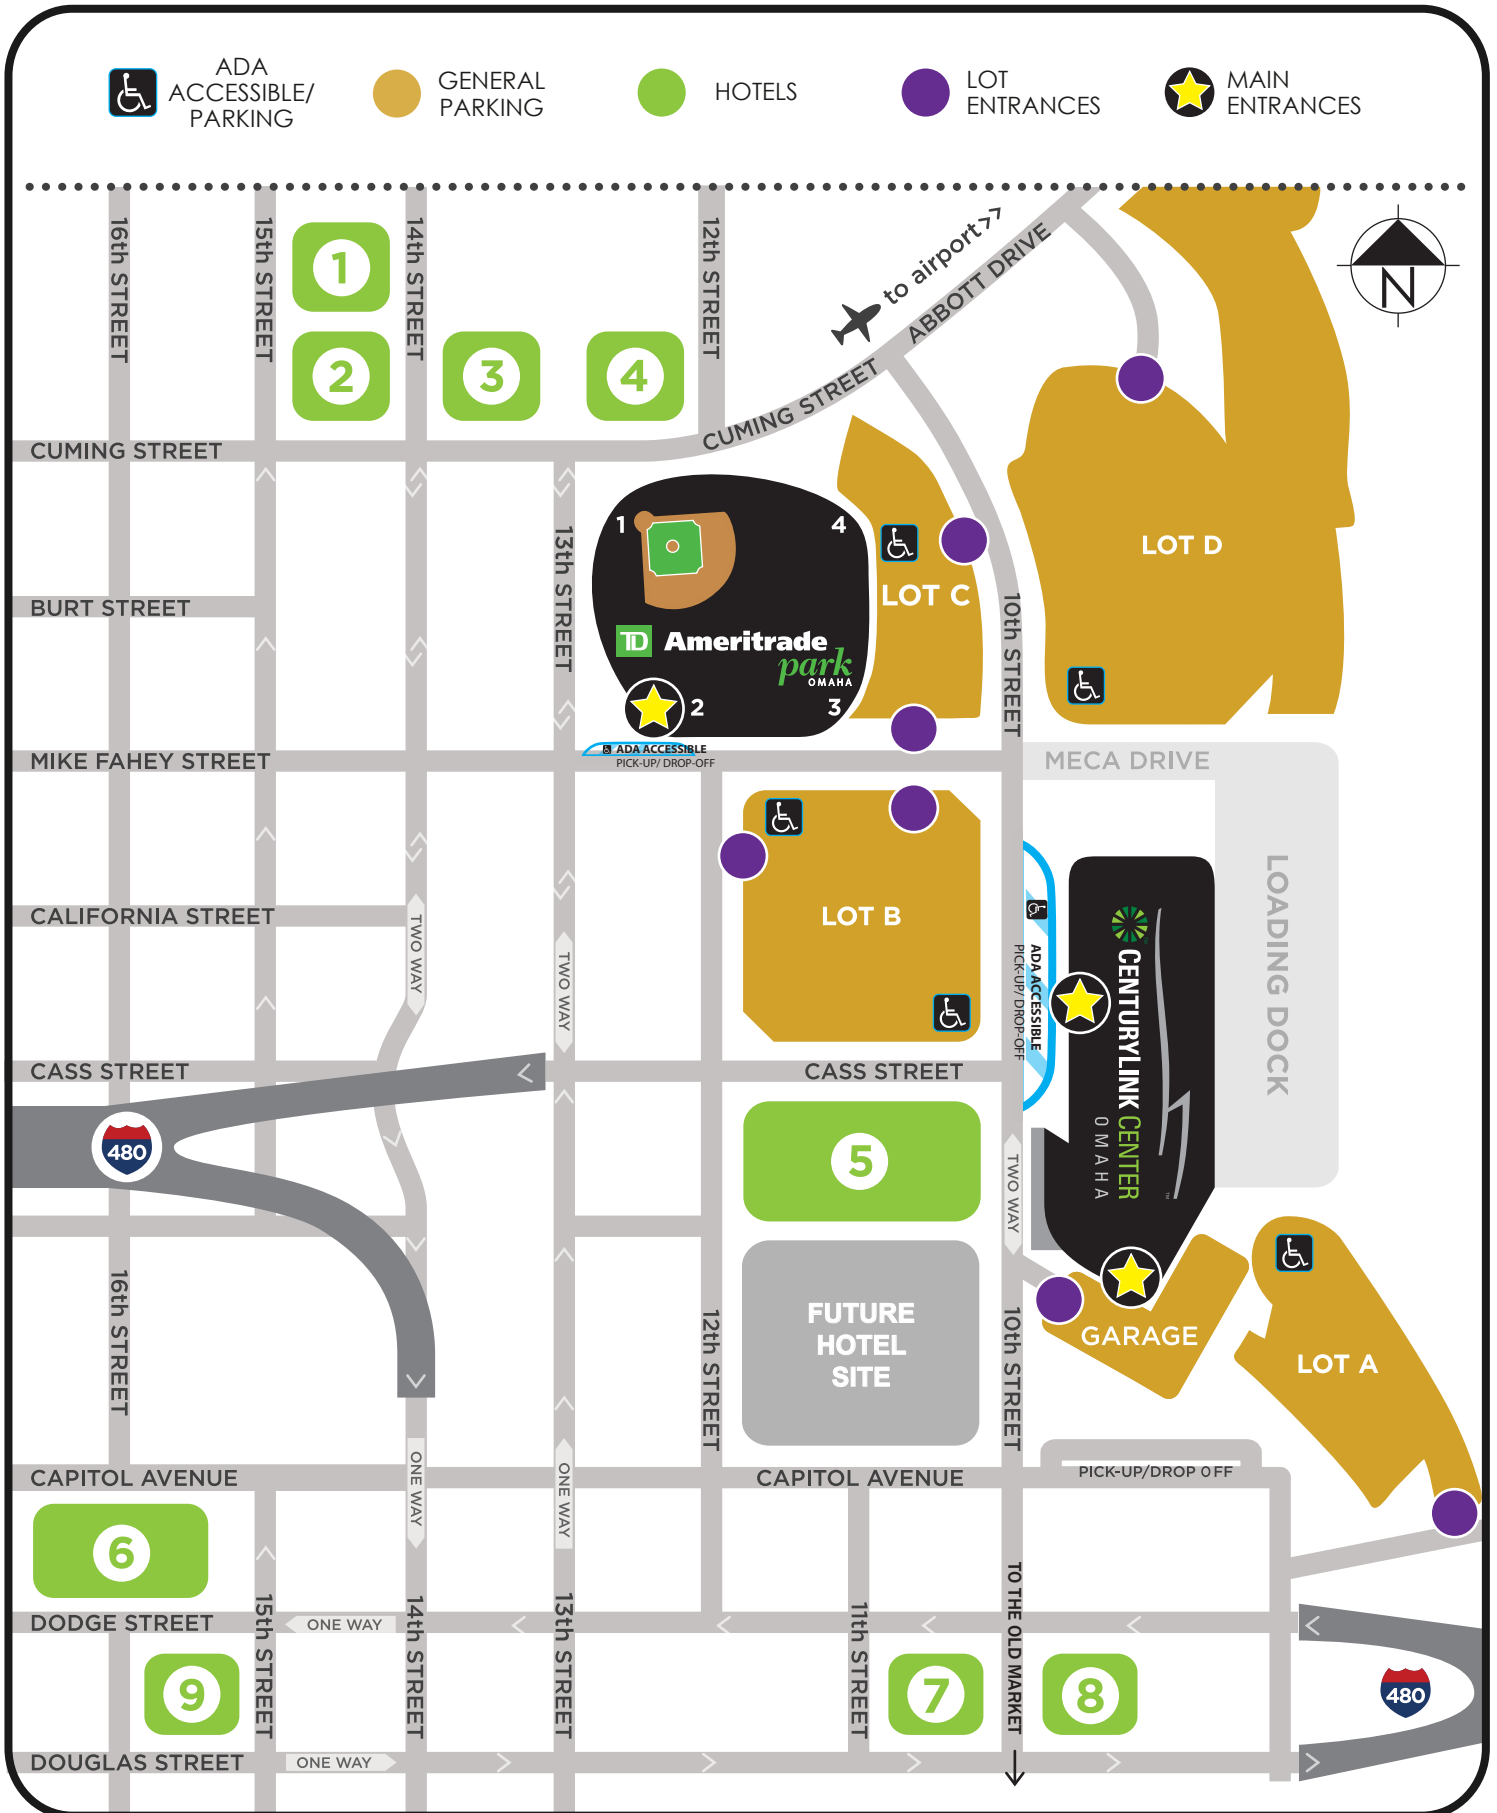 ADA
ACCESSIBLE/
PARKING
GENERAL
PARKING
HOTELS
LOT
ENTRANCES
MAIN
ENTRANCES
16th STREET
15th STREET
14th STREET
12th STREET
1
2
3
4
to airport>>
ABBOTT DRIVE
CUMING STREET
N
CUMING STREET
13th STREET
1
4
TD Ameritrade
park
OMAHA
2
3
LOT C
LOT D
10th STREET
BURT STREET
ADA ACCESSIBLE
PICK-UP/ DROP-OFF
MIKE FAHEY STREET
MECA DRIVE
LOADING DOCK
LOT B
CALIFORNIA STREET
TWO WAY
TWO WAY
ADA ACCESSIBLE
PICK-UP/ DROP-OFF
CENTURYLINK CENTER
OMAHA
TM
CASS STREET
CASS STREET
480
5
TWO WAY
FUTURE
HOTEL
SITE
16th STREET
12th STREET
10th STREET
GARAGE
LOT A
CAPITOL AVENUE
CAPITOL AVENUE
PICK-UP/DROP OFF
ONE WAY
ONE WAY
6
DODGE STREET
ONE WAY
15th STREET
14th STREET
13th STREET
11th STREET
TO THE OLD MARKET
9
7
8
480
DOUGLAS STREET
ONE WAY